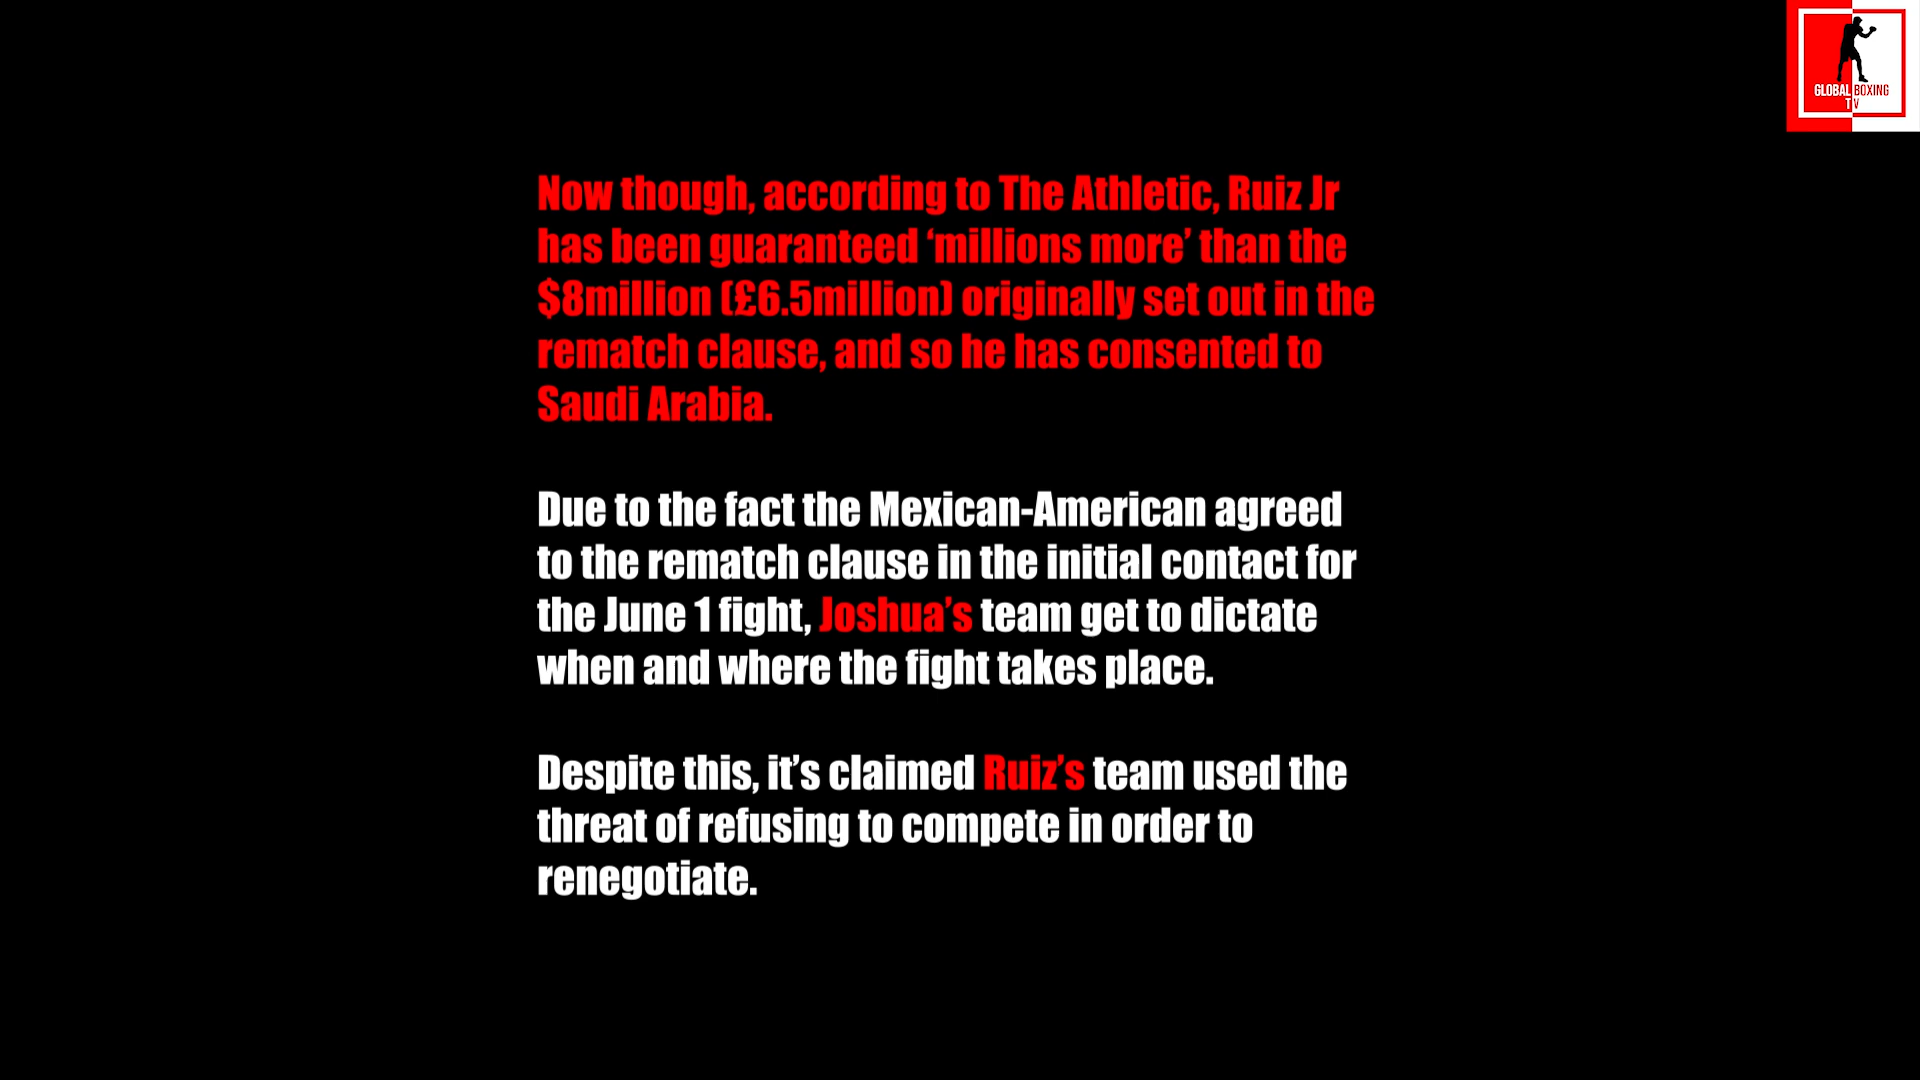 GLOBAL BOXING
TV
Now though, according to The Athletic, Ruiz Jr
has been guaranteed ‘millions more’ than the
$8million (£6.5million) originally set out in the
rematch clause, and so he has consented to
Saudi Arabia.
Due to the fact the Mexican-American agreed
to the rematch clause in the initial contact for
the June 1 fight, Joshua’s team get to dictate
when and where the fight takes place.
Despite this, it’s claimed Ruiz’s team used the
threat of refusing to compete in order to
renegotiate.